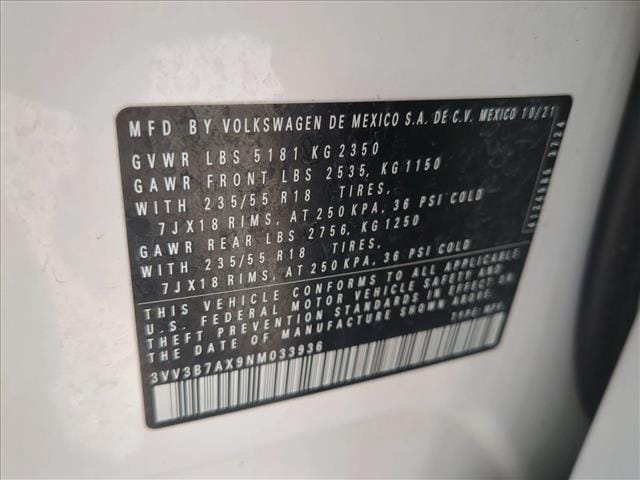 MFD BY VOLKSWAGEN DE MEXICO S.A. DE C.V. MEXICO 10/21
GVWR LBS 5181 KG 2350
GAWR FRONT LBS 2535, KG 1150
WITH 235/55 R18 TIRES,
7JX18 RIMS, AT 250 KPA, 36 PSI COLD
GAWR REAR LBS 2756, KG 1250
WITH 235/55 R18 TIRES,
7JX18 RIMS, AT 250 KPA, 36 PSI COLD
THIS VEHICLE CONFORMS TO ALL APPLICABLE
U.S. FEDERAL MOTOR VEHICLE SAFETY AND
THEFT PREVENTION STANDARDS IN EFFECT ON
THE DATE OF MANUFACTURE SHOWN ABOVE.
3VV3B7AX9NM033936
TYPE: